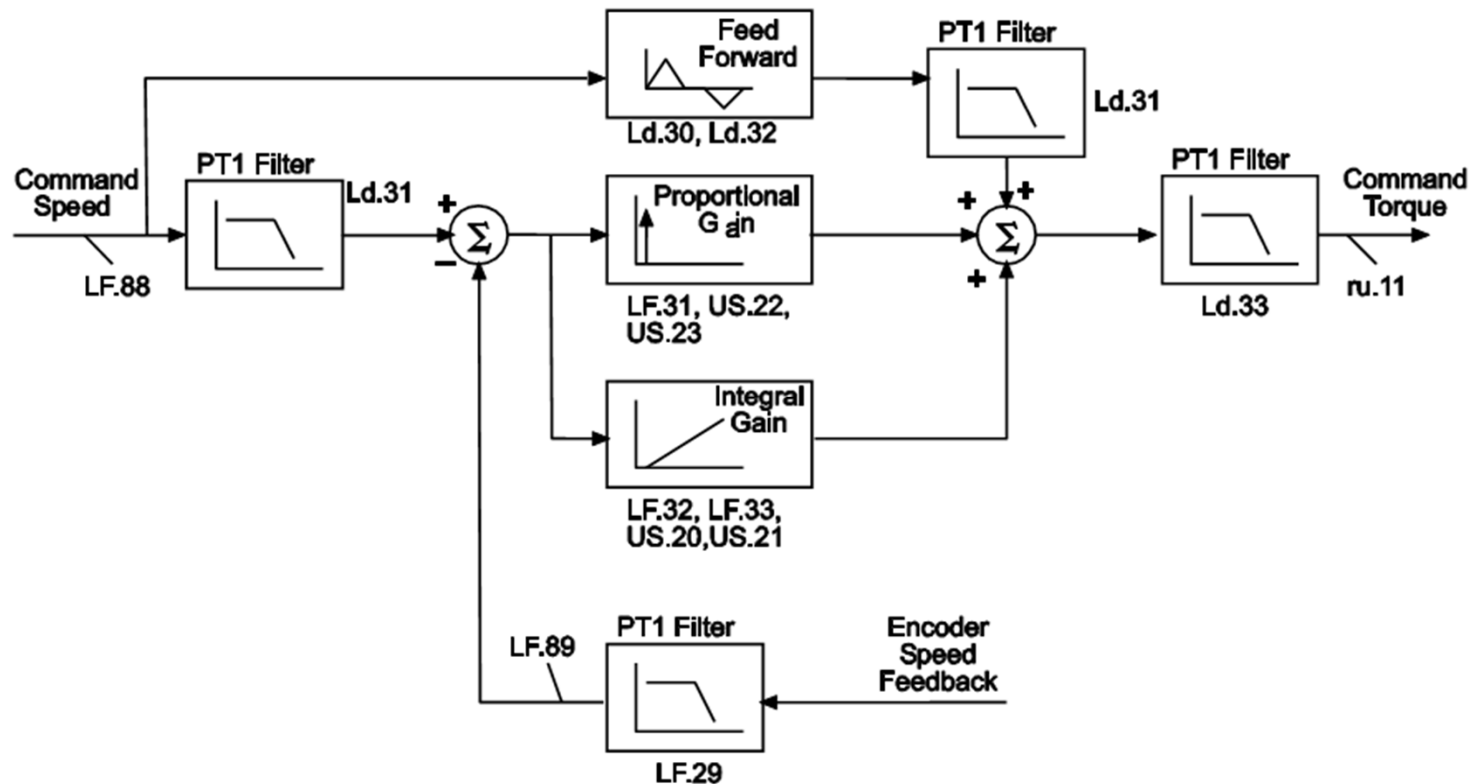 Feed
Forward
Ld.30, Ld.32
PT1 Filter
Ld.31
Command
Speed
LF.88
PT1 Filter
Ld.31
+
−
Σ
Proportional
Gain
LF.31, US.22,
US.23
Integral
Gain
LF.32, LF.33,
US.20,US.21
+
+
+
Σ
PT1 Filter
Ld.33
Command
Torque
ru.11
LF.89
PT1 Filter
LF.29
Encoder
Speed
Feedback